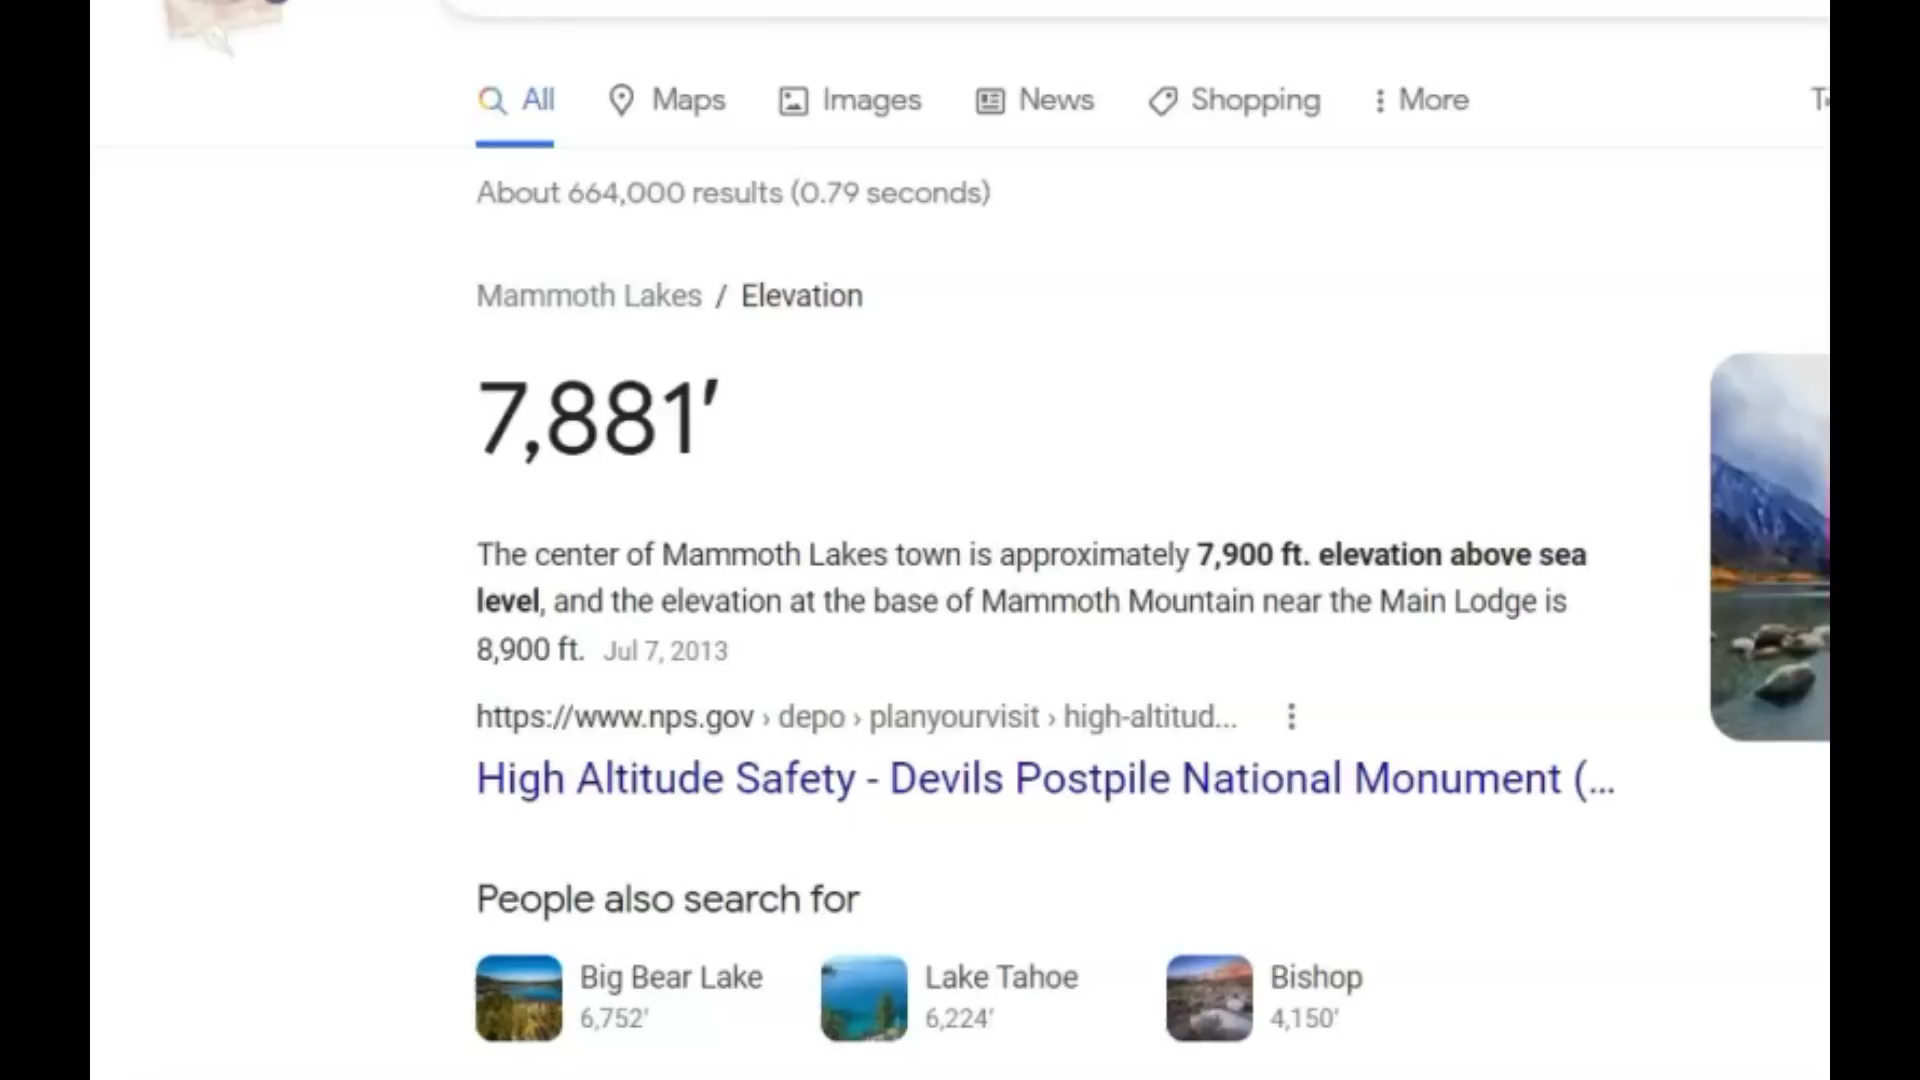 All Maps Images News Shopping More
About 664,000 results (0.79 seconds)
Mammoth Lakes / Elevation
7,881′
The center of Mammoth Lakes town is approximately 7,900 ft. elevation above sea
level, and the elevation at the base of Mammoth Mountain near the Main Lodge is
8,900 ft. Jul 7, 2013
https://www.nps.gov › depo › planyourvisit › high-altitud...
High Altitude Safety - Devils Postpile National Monument (...
People also search for
Big Bear Lake Lake Tahoe Bishop
6,752′ 6,224′ 4,150′